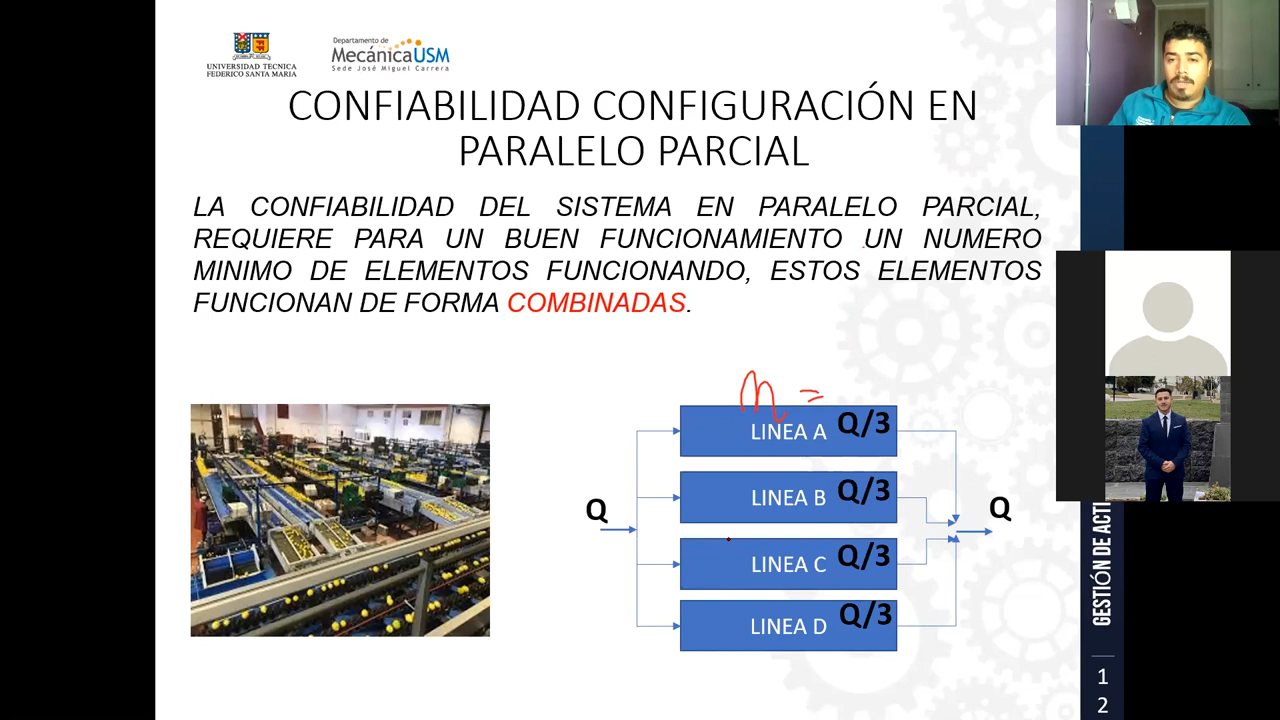 UNIVERSIDAD TECNICA
FEDERICO SANTA MARIA
Departamento de
MecánicaUSM
Sede José Miguel Carrera
CONFIABILIDAD CONFIGURACIÓN EN
PARALELO PARCIAL
LA CONFIABILIDAD DEL SISTEMA EN PARALELO PARCIAL,
REQUIERE PARA UN BUEN FUNCIONAMIENTO UN NUMERO
MINIMO DE ELEMENTOS FUNCIONANDO, ESTOS ELEMENTOS
FUNCIONAN DE FORMA COMBINADAS.
n =
LINEA A Q/3
LINEA B Q/3
Q
Q
LINEA C Q/3
LINEA D Q/3
GESTIÓN DE ACTI
1
2